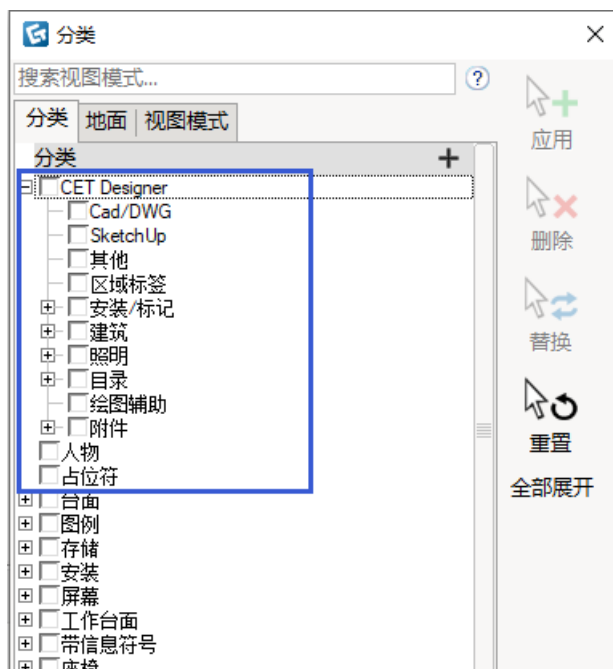 分类
搜索视图模式...
?
分类 地面 视图模式
应用
分类
CET Designer
Cad/DWG
SketchUp
删除
其他
区域标签
安装/标记
建筑
替换
照明
目录
绘图辅助
附件
重置
人物
占位符
全部展开
台面
图例
存储
安装
屏幕
工作台面
带信息符号
座椅